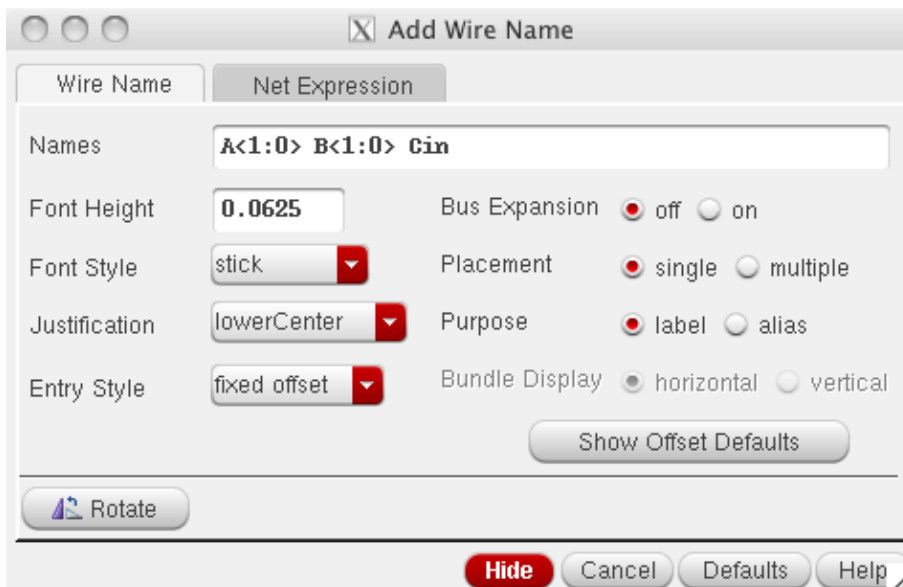 X Add Wire Name
Wire Name Net Expression
Names A<1:0> B<1:0> Cin
Font Height 0.0625 Bus Expansion off on
Font Style stick Placement single multiple
Justification lowerCenter Purpose label alias
Entry Style fixed offset Bundle Display horizontal vertical
Show Offset Defaults
Rotate
Hide Cancel Defaults Help